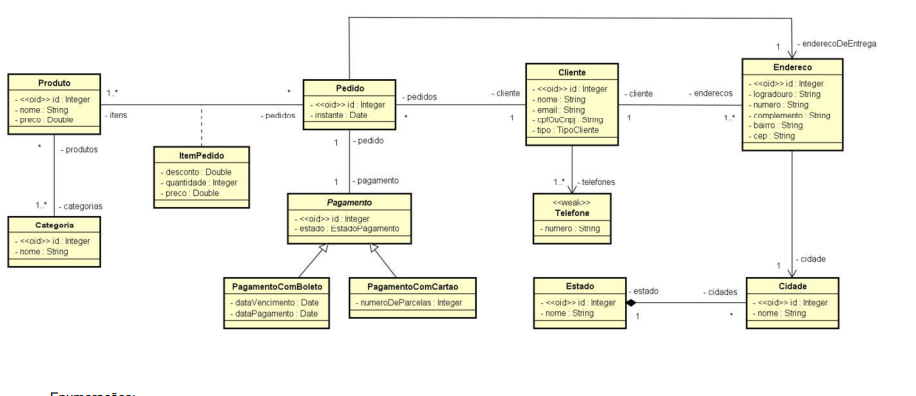 1
- enderecoDeEntrega
Produto
- <<oid>> id : Integer
- nome : String
- preco : Double
1..*
- itens
*
- pedidos
Pedido
- <<oid>> id : Integer
- instante : Date
- pedidos
*
- cliente
1
Cliente
- <<oid>> id : Integer
- nome : String
- email : String
- cpfOuCnpj : String
- tipo : TipoCliente
- cliente
1
- enderecos
1..*
Endereco
- <<oid>> id : Integer
- logradouro : String
- numero : String
- complemento : String
- bairro : String
- cep : String
* - produtos
1..* - categorias
ItemPedido
- desconto : Double
- quantidade : Integer
- preco : Double
1 - pedido
1 - pagamento
1..* - telefones
Categoria
- <<oid>> id : Integer
- nome : String
Pagamento
- <<oid>> id : Integer
- estado : EstadoPagamento
<<weak>>
Telefone
- numero : String
1 - cidade
PagamentoComBoleto
- dataVencimento : Date
- dataPagamento : Date
PagamentoComCartao
- numeroDeParcelas : Integer
Estado
- <<oid>> id : Integer
- nome : String
- estado
1
- cidades
*
Cidade
- <<oid>> id : Integer
- nome : String
Enumerações: